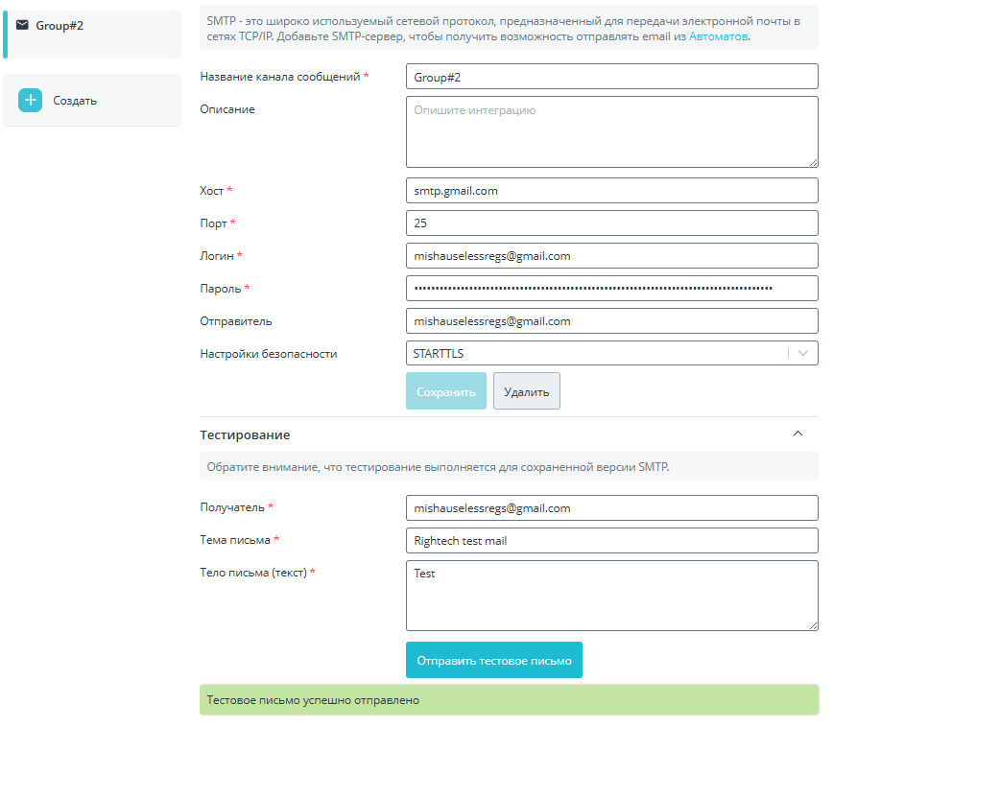 Group#2
Создать
SMTP - это широко используемый сетевой протокол, предназначенный для передачи электронной почты в
сетях TCP/IP. Добавьте SMTP-сервер, чтобы получить возможность отправлять email из Автоматов.
Название канала сообщений *
Group#2
Описание
Опишите интеграцию
Хост *
smtp.gmail.com
Порт *
25
Логин *
mishauselessregs@gmail.com
Пароль *
Отправитель
mishauselessregs@gmail.com
Настройки безопасности
STARTTLS
Сохранить
Удалить
Тестирование
Обратите внимание, что тестирование выполняется для сохраненной версии SMTP.
Получатель *
mishauselessregs@gmail.com
Тема письма *
Rightech test mail
Тело письма (текст) *
Test
Отправить тестовое письмо
Тестовое письмо успешно отправлено